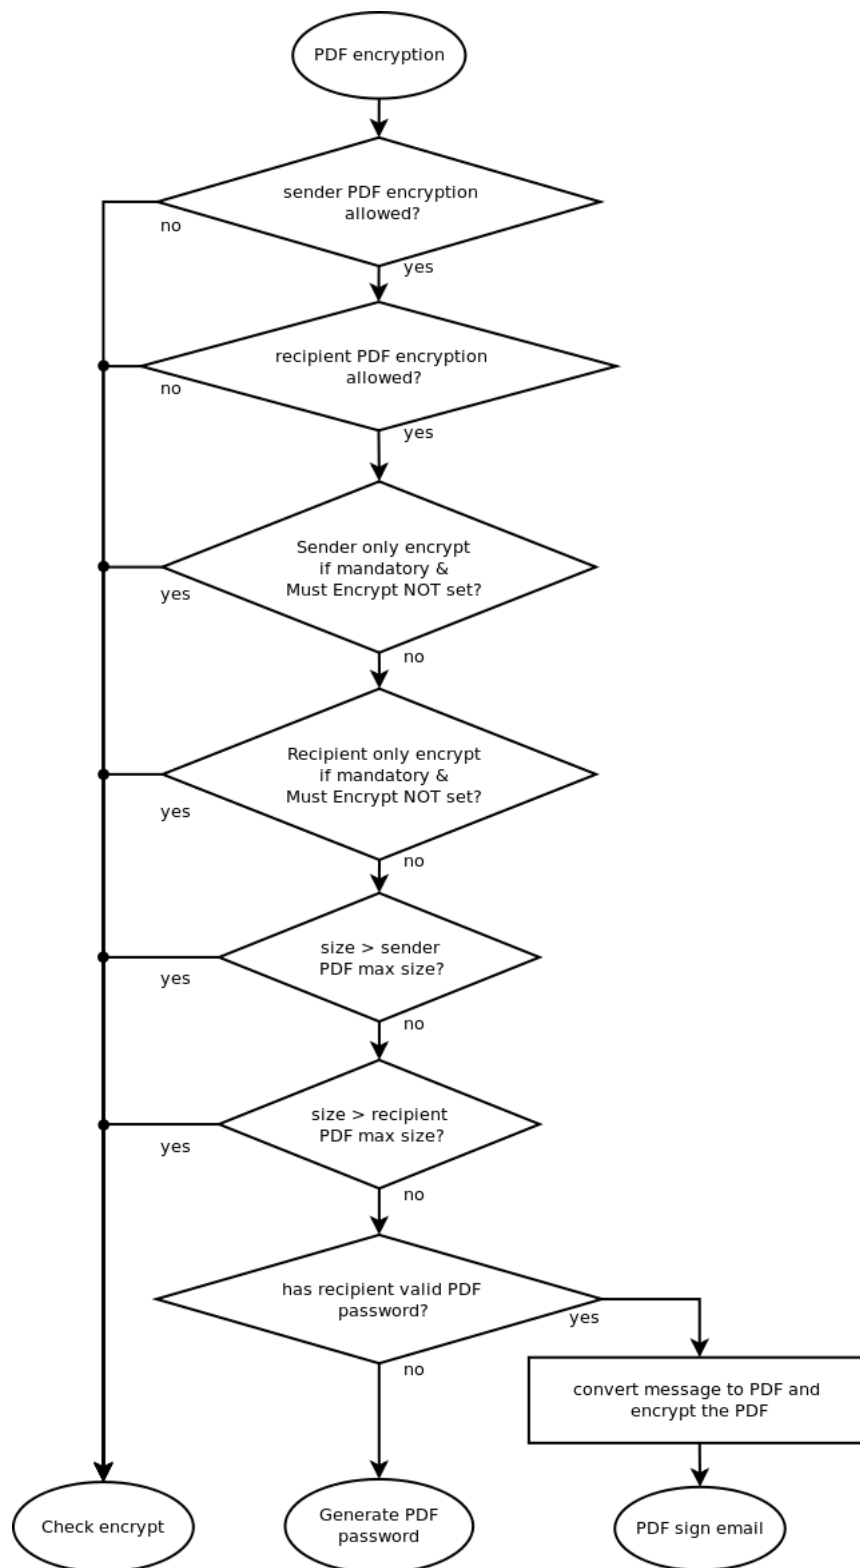 PDF encryption
sender PDF encryption
allowed?
no
yes
recipient PDF encryption
allowed?
no
yes
Sender only encrypt
if mandatory &
Must Encrypt NOT set?
yes
no
Recipient only encrypt
if mandatory &
Must Encrypt NOT set?
yes
no
size > sender
PDF max size?
yes
no
size > recipient
PDF max size?
yes
no
has recipient valid PDF
password?
yes
no
convert message to PDF and
encrypt the PDF
Check encrypt
Generate PDF
password
PDF sign email